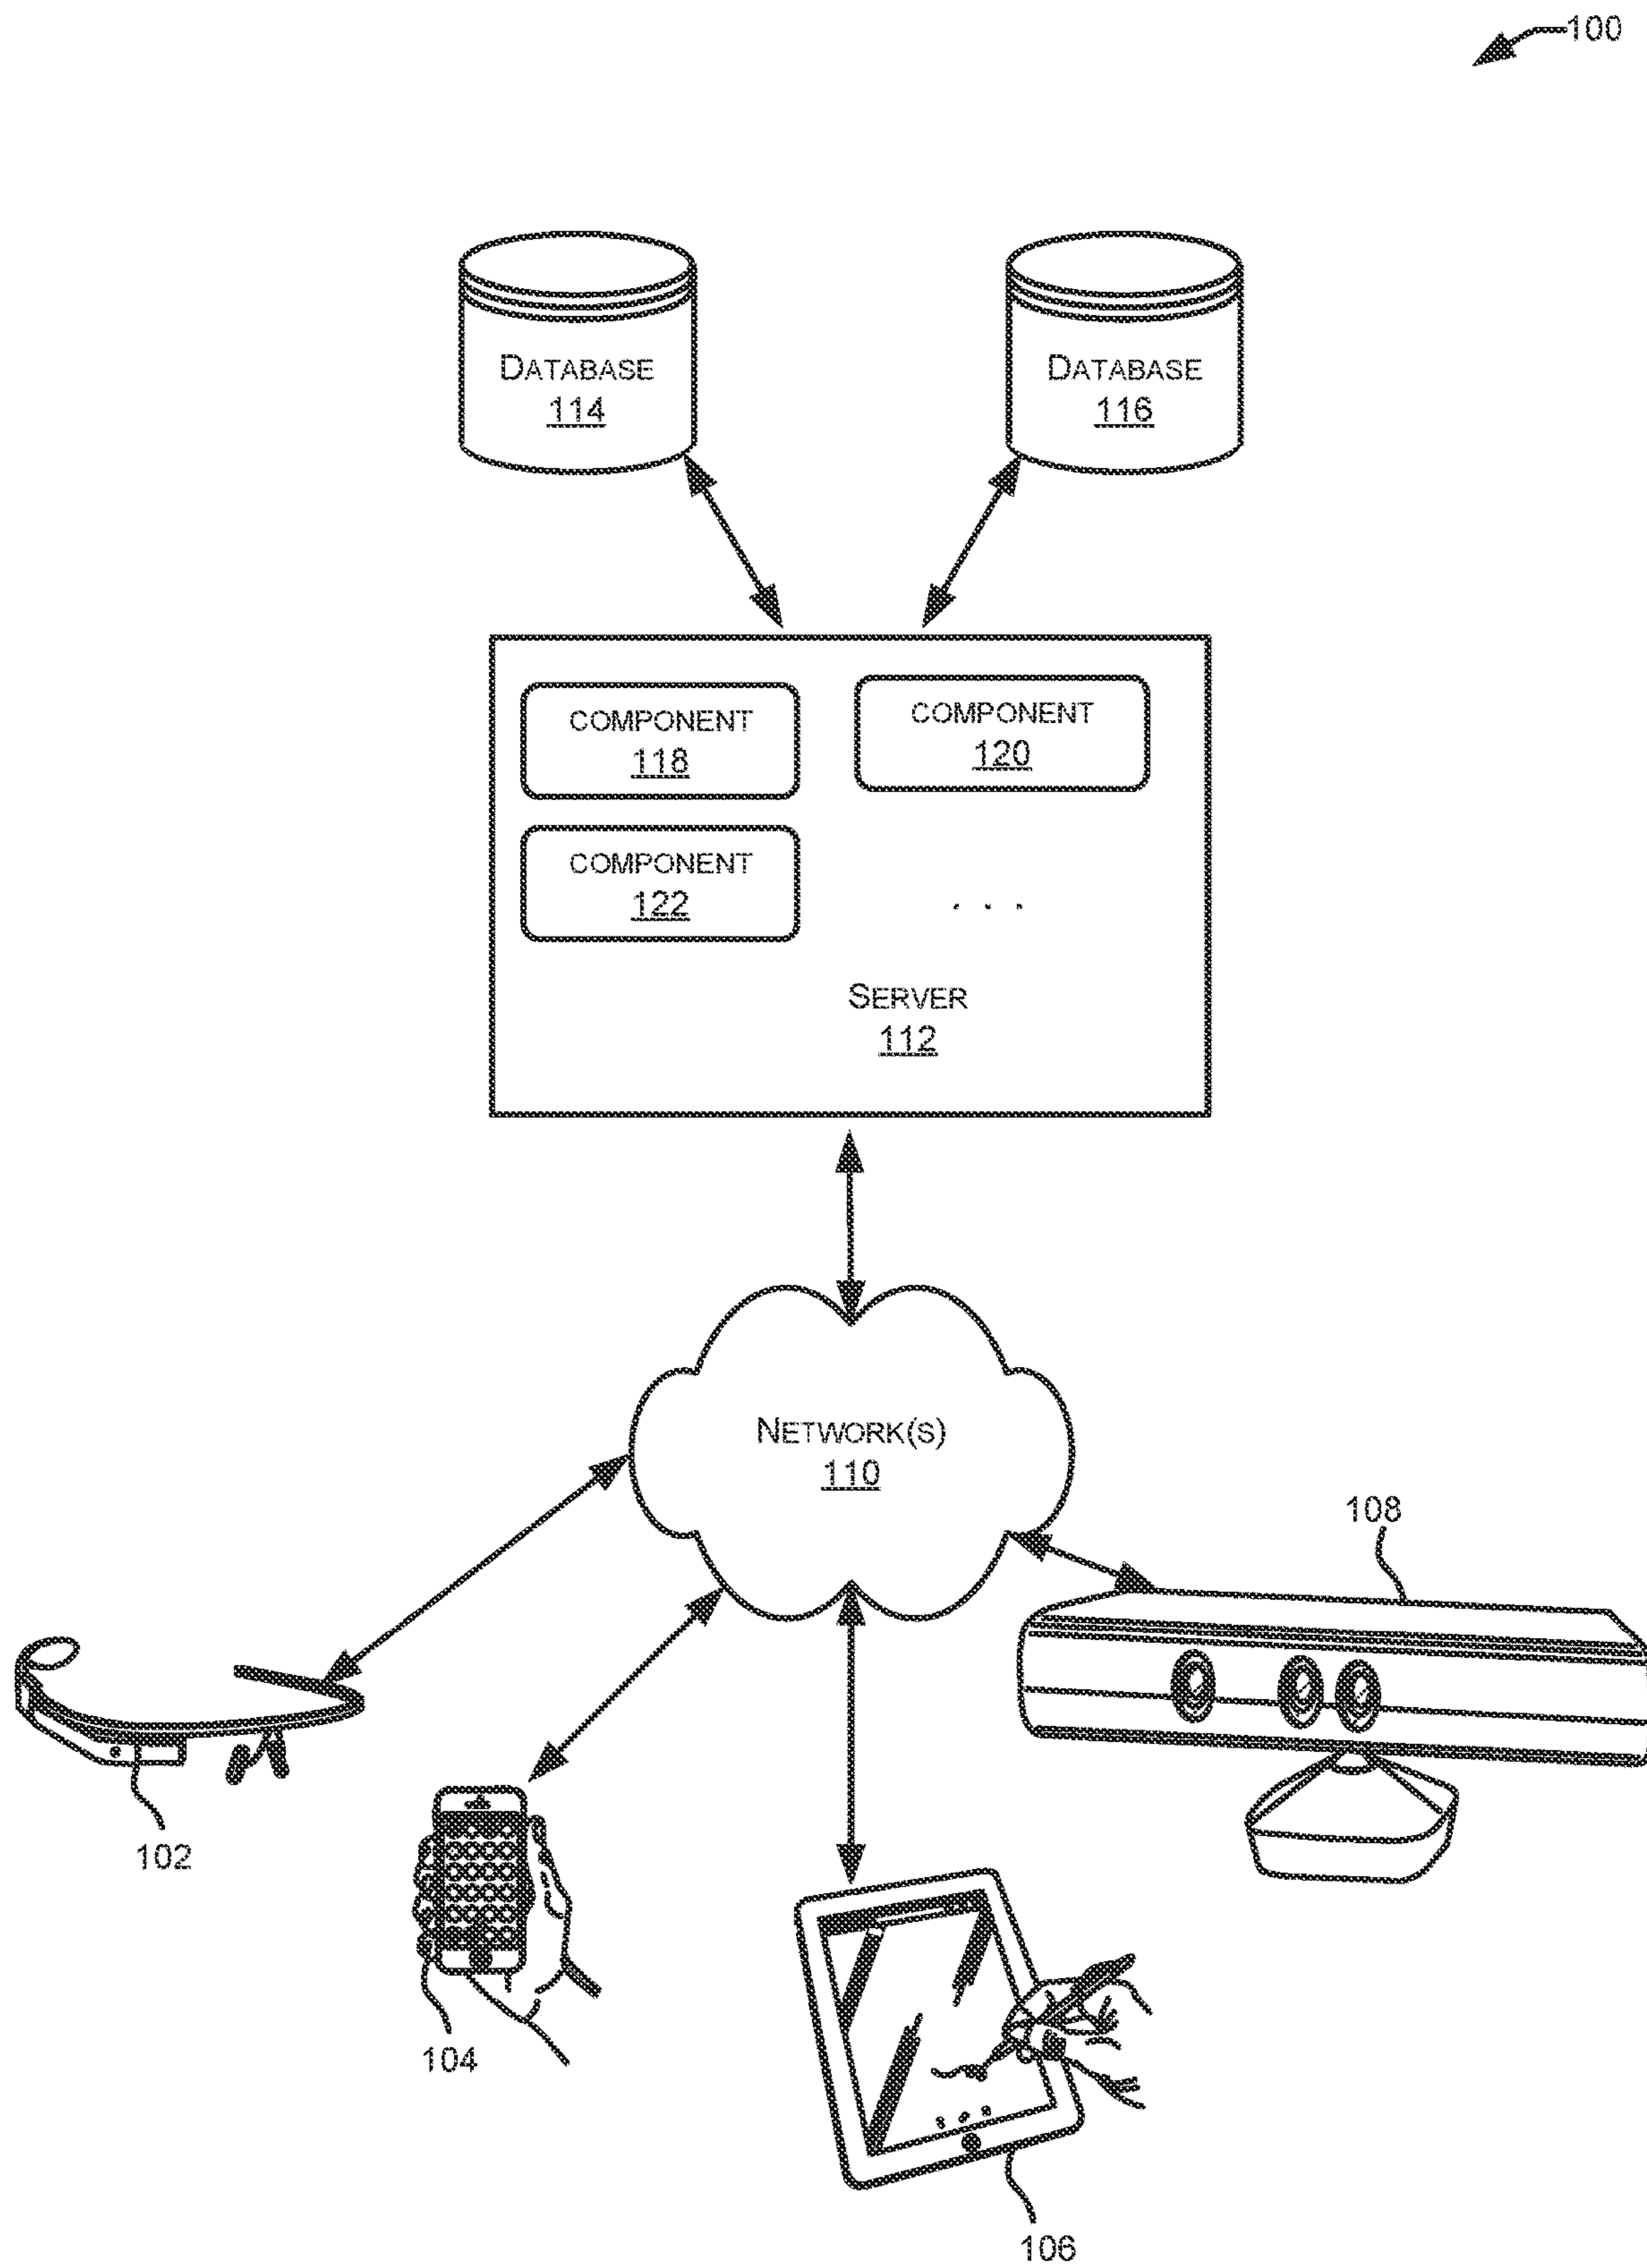 100
DATABASE
114
DATABASE
116
COMPONENT
118
COMPONENT
120
COMPONENT
122
. . .
SERVER
112
NETWORK(S)
110
108
102
104
106